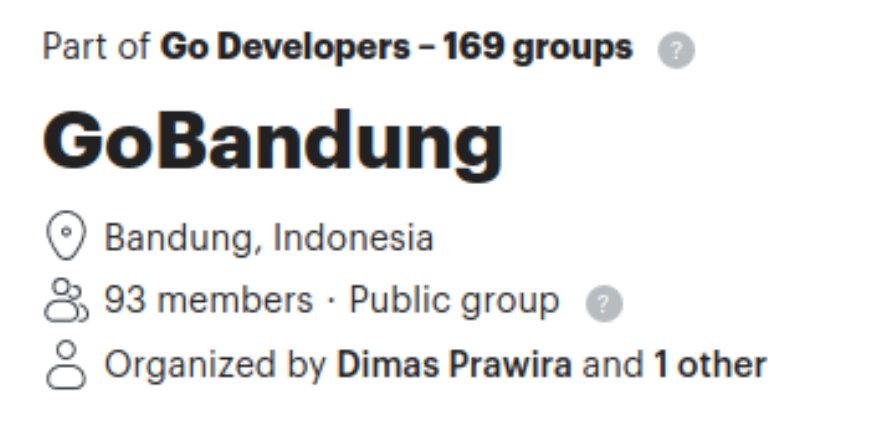 Part of Go Developers – 169 groups ?
GoBandung
Bandung, Indonesia
93 members · Public group ?
Organized by Dimas Prawira and 1 other